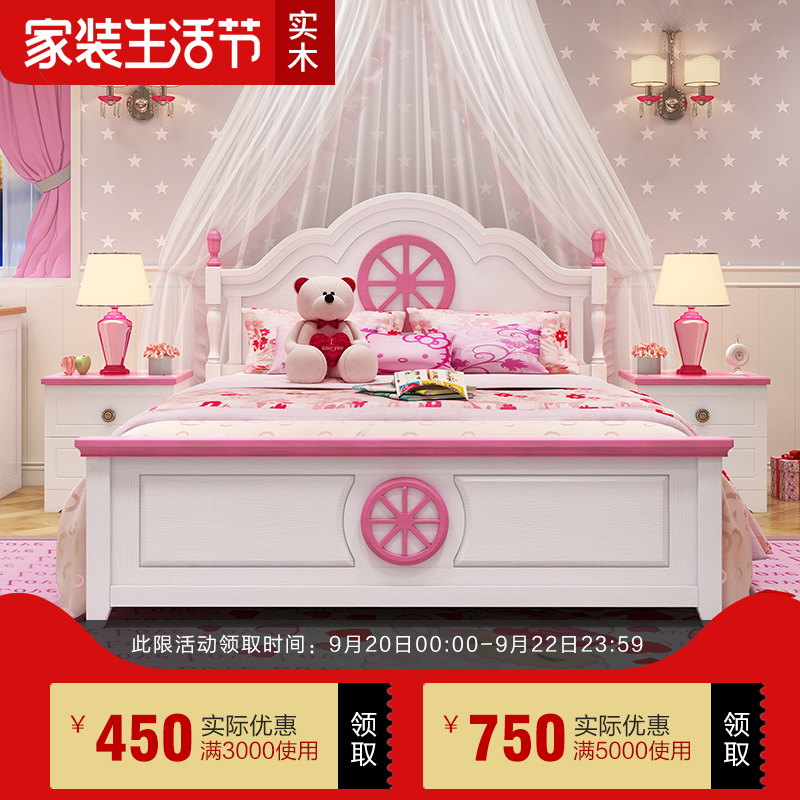 家装生活节
实木
I
love you
此限活动领取时间：9月20日00:00-9月22日23:59
¥ 450 实际优惠
满3000使用
领取
¥ 750 实际优惠
满5000使用
领取